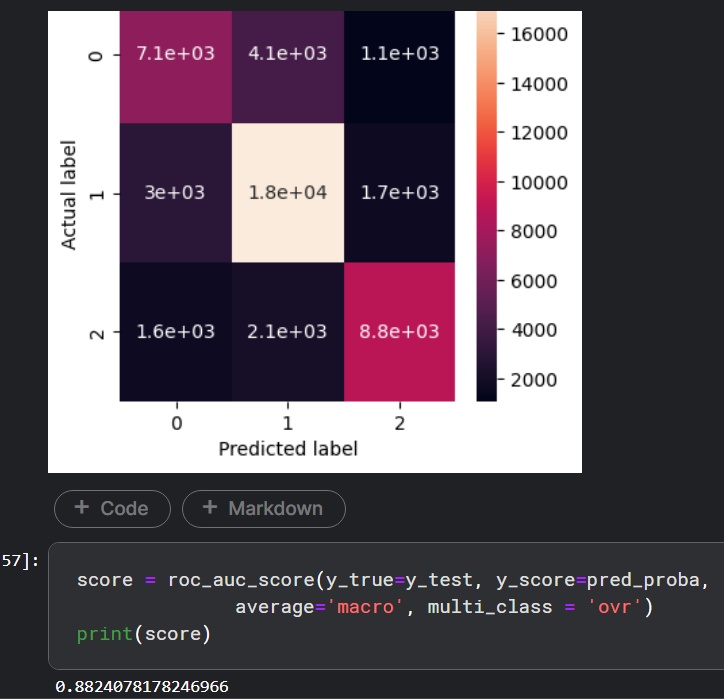 16000
0 7.1e+03 4.1e+03 1.1e+03
14000
12000
Actual label
1 3e+03 1.8e+04 1.7e+03
10000
8000
6000
2 1.6e+03 2.1e+03 8.8e+03
4000
2000
0 1 2
Predicted label
+ Code + Markdown
57]:
score = roc_auc_score(y_true=y_test, y_score=pred_proba,
average='macro', multi_class = 'ovr')
print(score)
0.8824078178246966